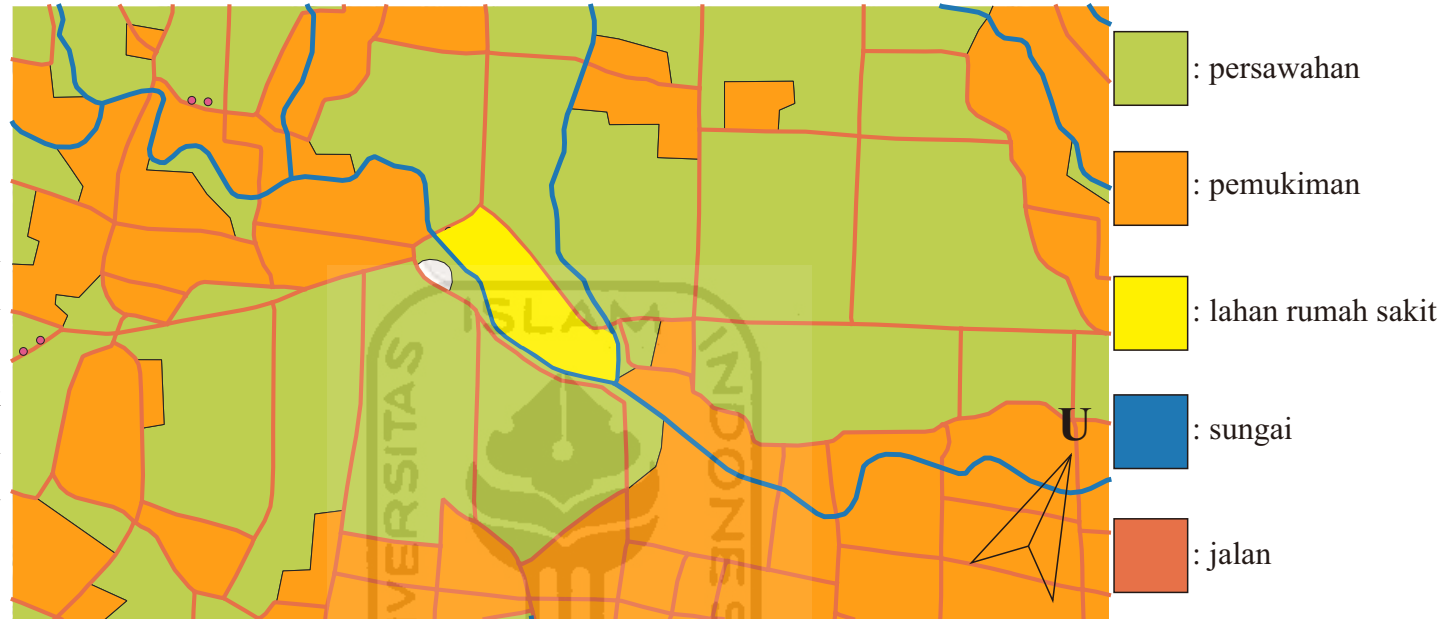 : persawahan
: pemukiman
: lahan rumah sakit
: sungai
: jalan
U
UNIVERSITAS
ISLAM
INDONESIA